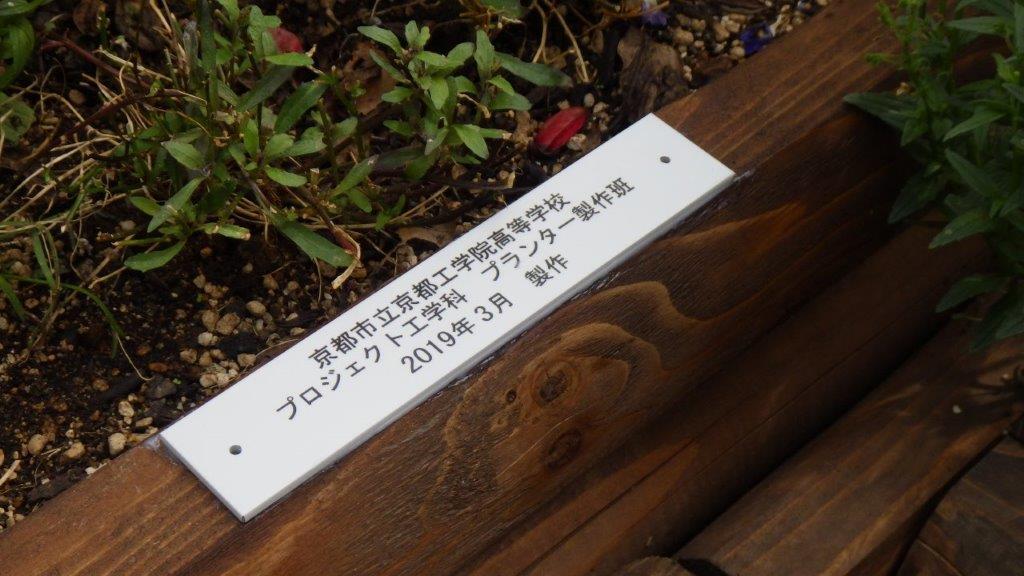 京都市立京都工学院高等学校
プロジェクト工学科　プランター製作班
2019年3月　製作